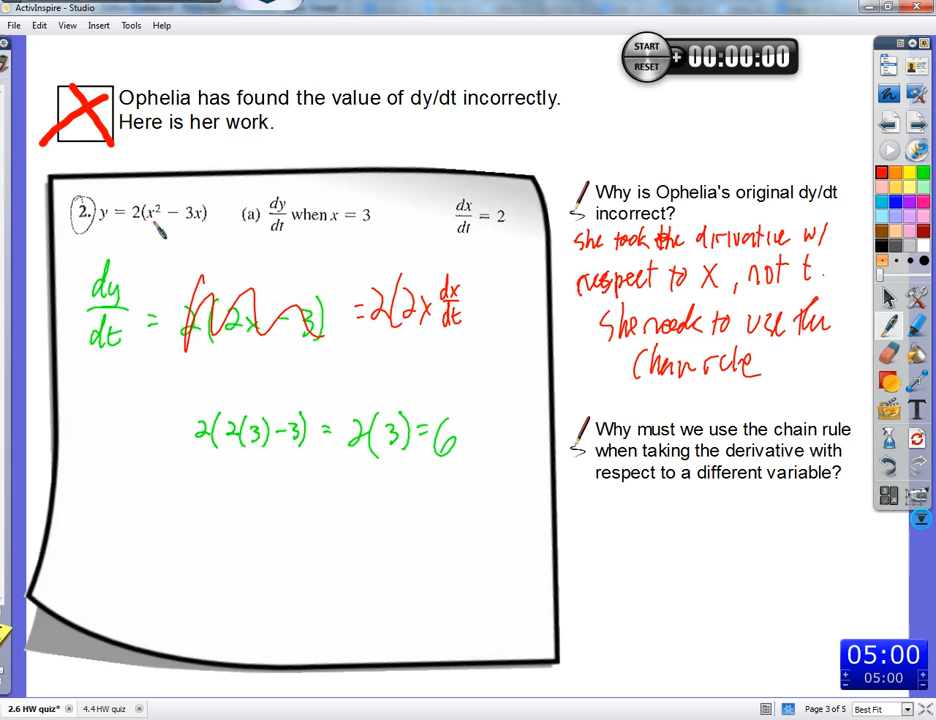 ActivInspire - Studio
File Edit View Insert Tools Help
START
RESET
+ 00:00:00
Ophelia has found the value of dy/dt incorrectly.
Here is her work.
2. y = 2(x² − 3x) (a) dy/dt when x = 3 dx/dt = 2
dy/dt = 2(2x − 3) = 2(2x dx/dt
2(2(3)-3) = 2(3) = 6
Why is Ophelia's original dy/dt
incorrect?
she took the dirivative w/
respect to x, not t.
She needs to use the
Chain rule
Why must we use the chain rule
when taking the derivative with
respect to a different variable?
05:00
05:00
2.6 HW quiz* 4.4 HW quiz
Page 3 of 5 Best Fit